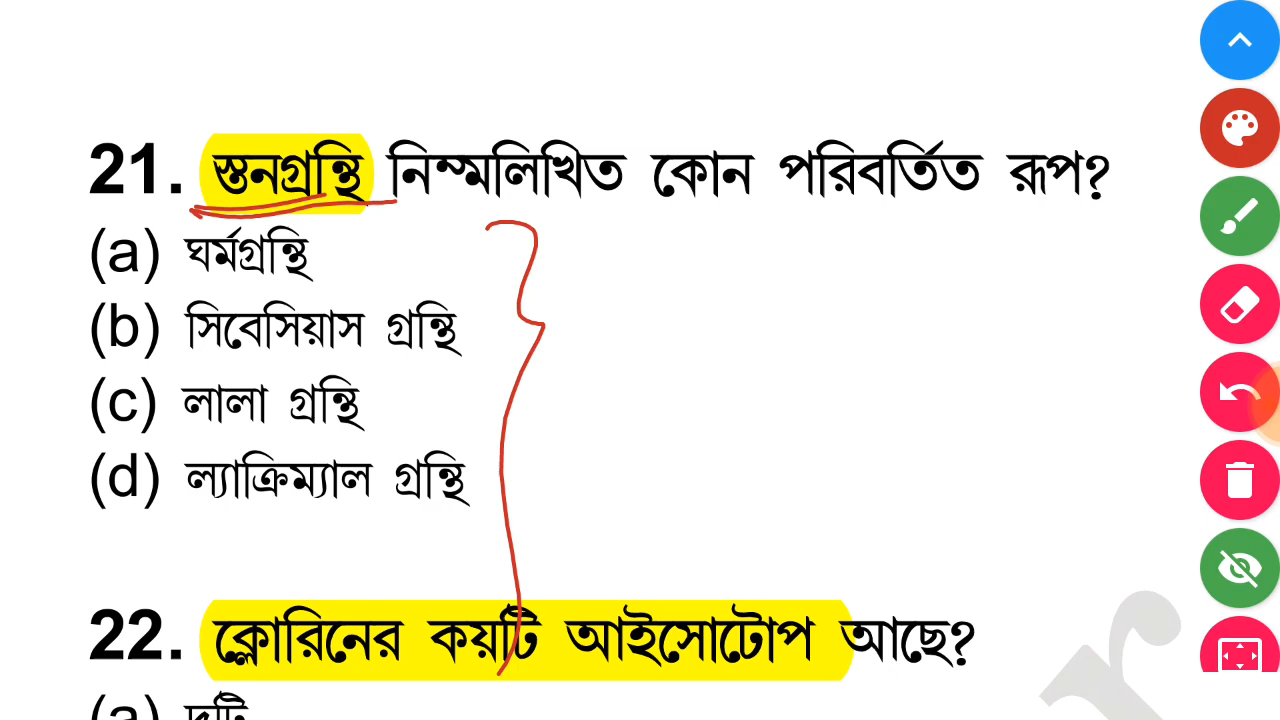 21. স্তনগ্রন্থি নিম্মলিখিত কোন পরিবর্তিত রূপ?
(a) ঘর্মগ্রন্থি
(b) সিবেসিয়াস গ্রন্থি
(c) লালা গ্রন্থি
(d) ল্যাক্রিম্যাল গ্রন্থি
22. ক্লোরিনের কয়টি আইসোটোপ আছে?
(a) দুটি